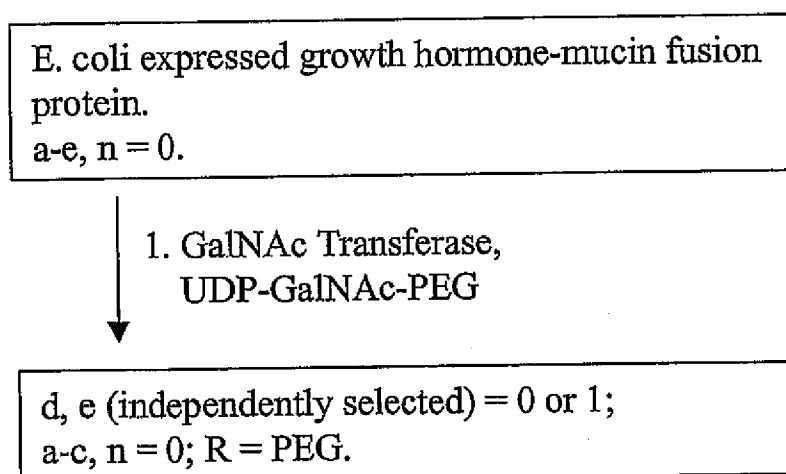 E. coli expressed growth hormone-mucin fusion
protein.
a-e, n = 0.
1. GalNAc Transferase,
UDP-GalNAc-PEG
d, e (independently selected) = 0 or 1;
a-c, n = 0; R = PEG.